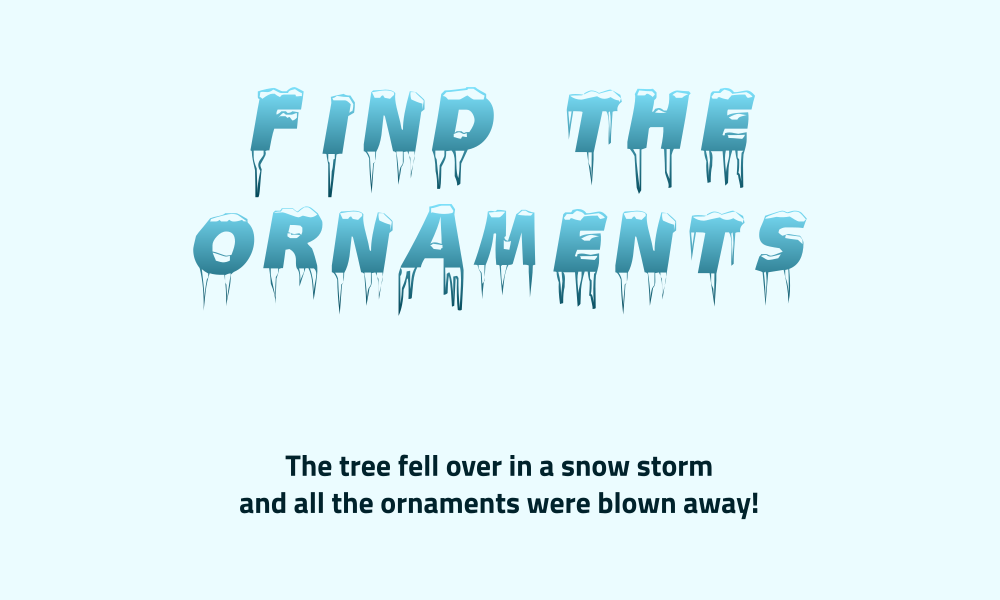 FIND THE
ORNAMENTS
The tree fell over in a snow storm
and all the ornaments were blown away!